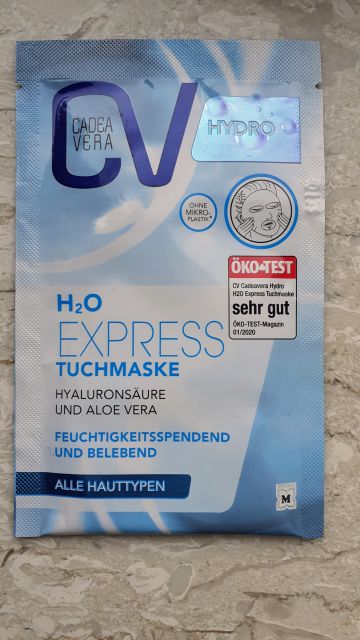 CV
CADEA
VERA
HYDRO
OHNE
MIKRO-
PLASTIK*
ÖKO-TEST
CV Cadeavera Hydro
H2O Express Tuchmaske
sehr gut
ÖKO-TEST-Magazin
01/2020
H₂O
EXPRESS
TUCHMASKE
HYALURONSÄURE
UND ALOE VERA
FEUCHTIGKEITSSPENDEND
UND BELEBEND
ALLE HAUTTYPEN
M